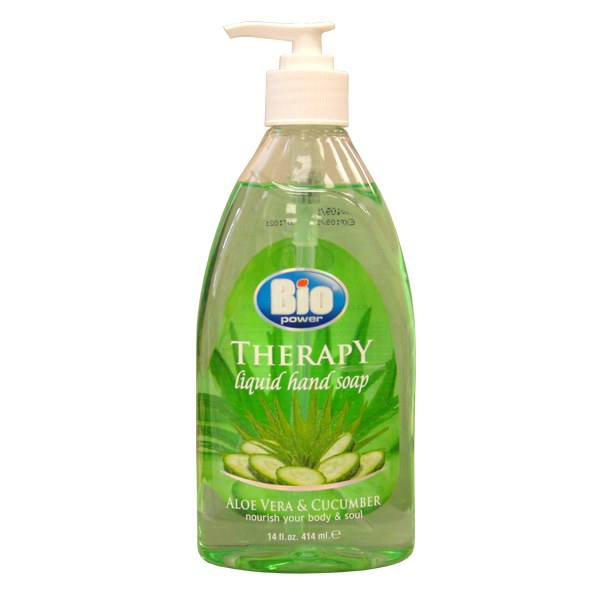 Bio
power
THERAPY
liquid hand soap
ALOE VERA & CUCUMBER
nourish your body & soul
14 fl.oz. 414 ml.℮